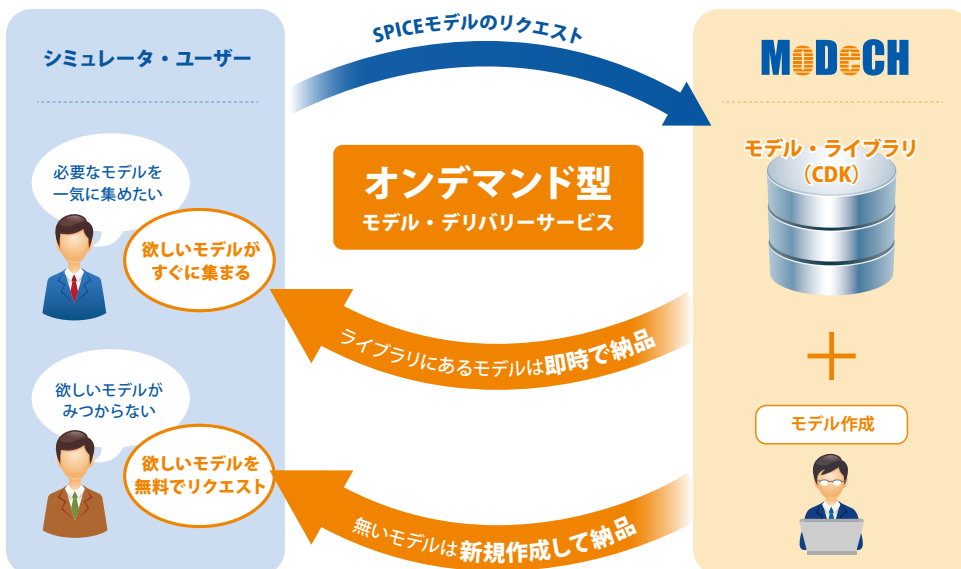 シミュレータ・ユーザー
必要なモデルを
一気に集めたい
欲しいモデルが
すぐに集まる
欲しいモデルが
みつからない
欲しいモデルを
無料でリクエスト
SPICEモデルのリクエスト
オンデマンド型
モデル・デリバリーサービス
ライブラリにあるモデルは即時で納品
無いモデルは新規作成して納品
MoDeCH
モデル・ライブラリ
（CDK）
モデル作成